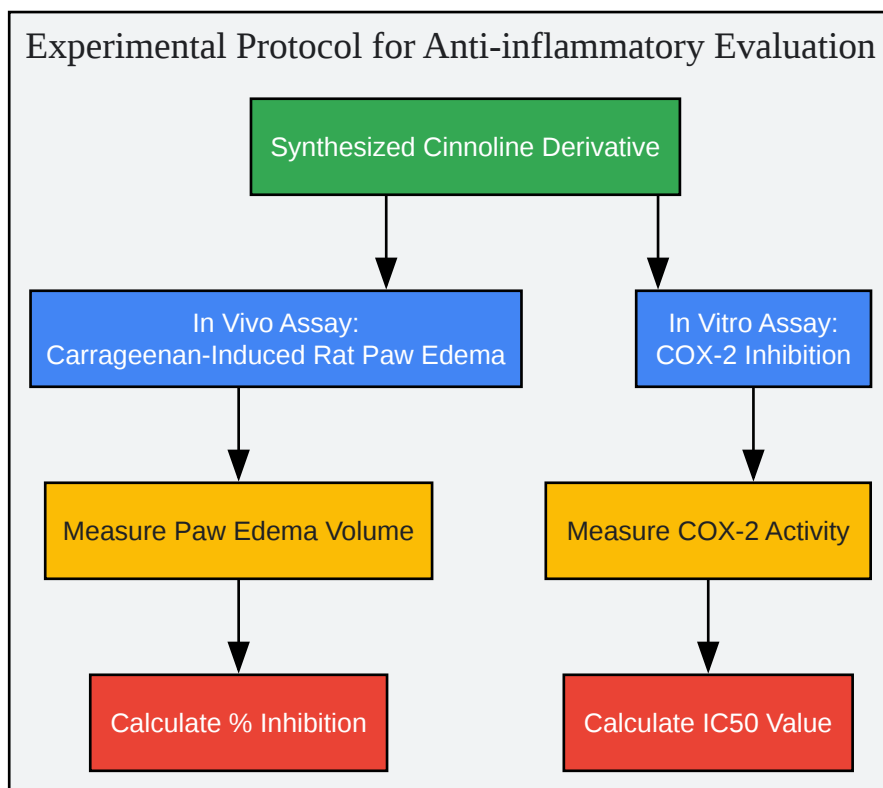 Experimental Protocol for Anti-inflammatory Evaluation
Synthesized Cinnoline Derivative
In Vivo Assay:
Carrageenan-Induced Rat Paw Edema
In Vitro Assay:
COX-2 Inhibition
Measure Paw Edema Volume
Measure COX-2 Activity
Calculate % Inhibition
Calculate IC50 Value